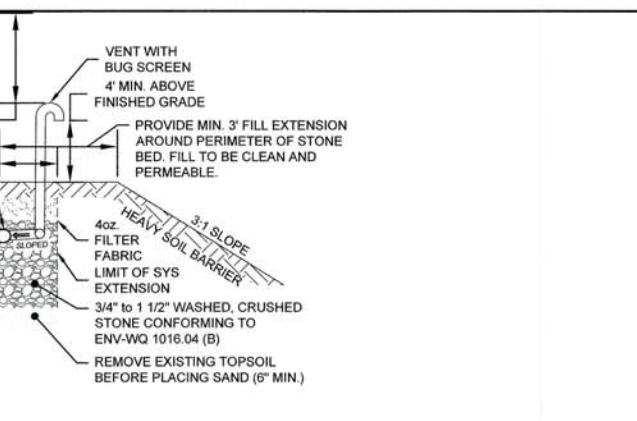 VENT WITH
BUG SCREEN
4' MIN. ABOVE
FINISHED GRADE
PROVIDE MIN. 3' FILL EXTENSION
AROUND PERIMETER OF STONE
BED. FILL TO BE CLEAN AND
PERMEABLE.
3:1 SLOPE
HEAVY SOIL BARRIER
SLOPED
4oz.
FILTER
FABRIC
LIMIT OF SYS
EXTENSION
3/4" to 1 1/2" WASHED, CRUSHED
STONE CONFORMING TO
ENV-WQ 1016.04 (B)
REMOVE EXISTING TOPSOIL
BEFORE PLACING SAND (6" MIN.)